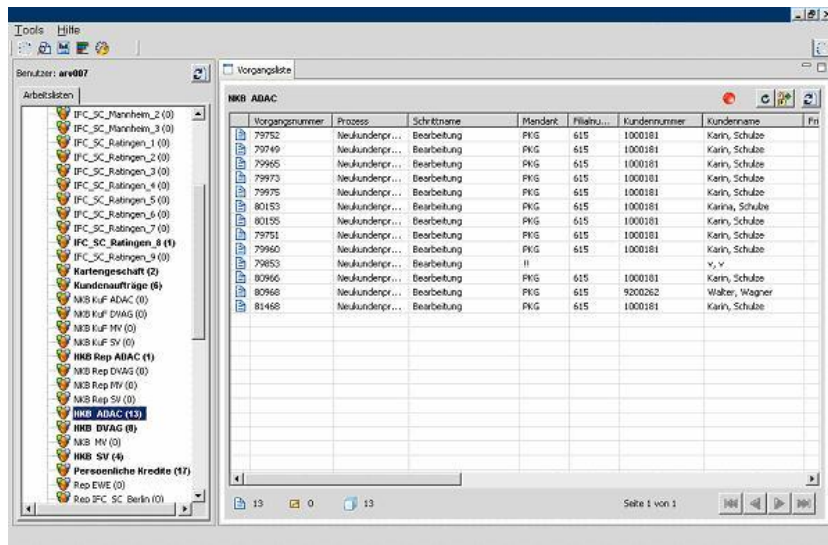 Tools Hilfe
Benutzer: arv007
Arbeitslisten
IFC_SC_Mannheim_2 (0)
IFC_SC_Mannheim_3 (0)
IFC_SC_Ratingen_1 (0)
IFC_SC_Ratingen_2 (0)
IFC_SC_Ratingen_3 (0)
IFC_SC_Ratingen_4 (0)
IFC_SC_Ratingen_5 (0)
IFC_SC_Ratingen_6 (0)
IFC_SC_Ratingen_7 (0)
IFC_SC_Ratingen_8 (1)
IFC_SC_Ratingen_9 (0)
Kartengeschäft (2)
Kundenaufträge (6)
NKB KuF ADAC (0)
NKB KuF DVAG (0)
NKB KuF MV (0)
NKB KuF SV (0)
NKB Rep ADAC (1)
NKB Rep DVAG (0)
NKB Rep MV (0)
NKB Rep SV (0)
NKB ADAC (13)
NKB DVAG (8)
NKB MV (0)
NKB SV (4)
Persoenliche Kredite (17)
Rep EWE (0)
Rep IFC SC Berlin (0)
Vorgangsliste
NKB ADAC
Vorgangsnummer Prozess Schrittname Mandant Filialnu... Kundennummer Kundenname Fri
79752 Neukundenpr... Bearbeitung PKG 615 1000181 Karin, Schulze
79749 Neukundenpr... Bearbeitung PKG 615 1000181 Karin, Schulze
79965 Neukundenpr... Bearbeitung PKG 615 1000181 Karin, Schulze
79973 Neukundenpr... Bearbeitung PKG 615 1000181 Karin, Schulze
79975 Neukundenpr... Bearbeitung PKG 615 1000181 Karin, Schulze
80153 Neukundenpr... Bearbeitung PKG 615 1000181 Karina, Schulze
80155 Neukundenpr... Bearbeitung PKG 615 1000181 Karin, Schulze
79751 Neukundenpr... Bearbeitung PKG 615 1000181 Karin, Schulze
79960 Neukundenpr... Bearbeitung PKG 615 1000181 Karin, Schulze
79853 Neukundenpr... Bearbeitung !! v, v
80966 Neukundenpr... Bearbeitung PKG 615 1000181 Karin, Schulze
80968 Neukundenpr... Bearbeitung PKG 615 9200262 Walter, Wagner
81468 Neukundenpr... Bearbeitung PKG 615 1000181 Karin, Schulze
13 0 13 Seite 1 von 1